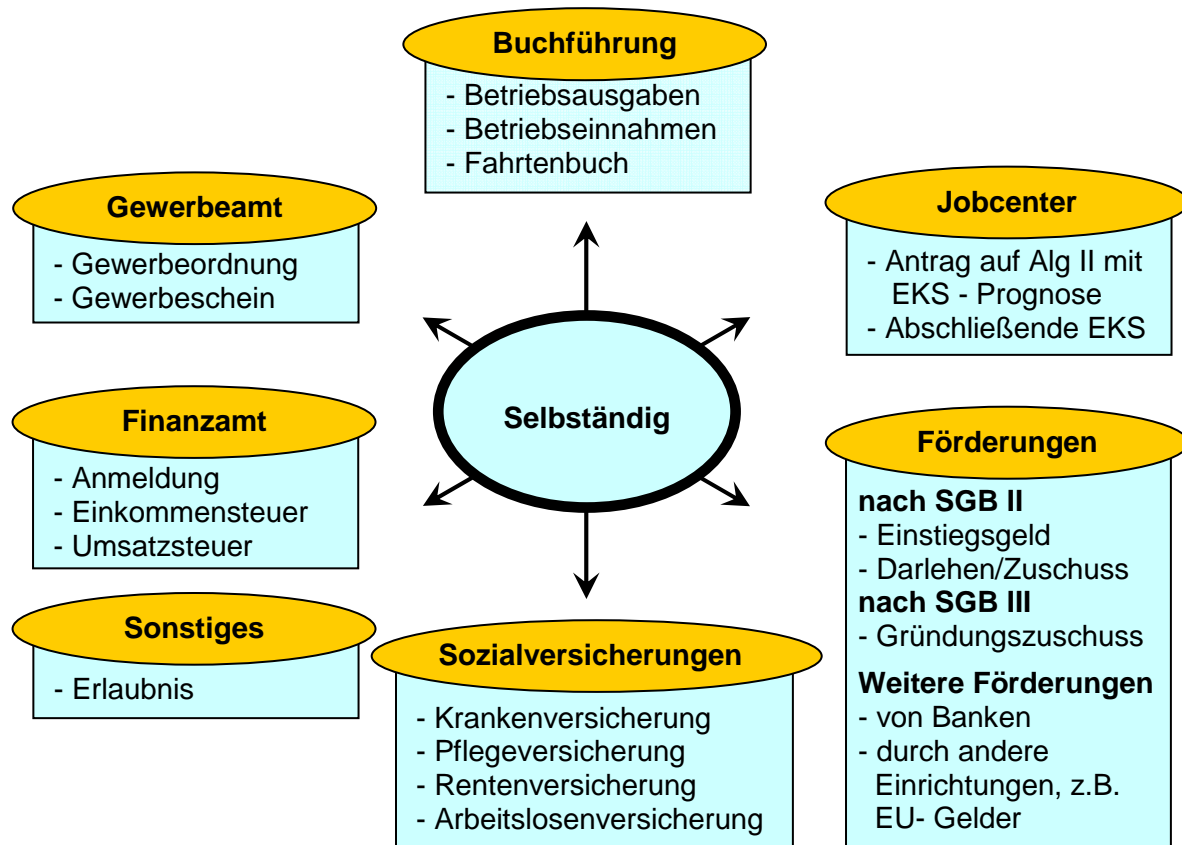 Buchführung
- Betriebsausgaben
- Betriebseinnahmen
- Fahrtenbuch
Gewerbeamt
- Gewerbeordnung
- Gewerbeschein
Jobcenter
- Antrag auf Alg II mit
EKS - Prognose
- Abschließende EKS
Selbständig
Finanzamt
- Anmeldung
- Einkommensteuer
- Umsatzsteuer
Förderungen
nach SGB II
- Einstiegsgeld
- Darlehen/Zuschuss
nach SGB III
- Gründungszuschuss
Weitere Förderungen
- von Banken
- durch andere
Einrichtungen, z.B.
EU- Gelder
Sonstiges
- Erlaubnis
Sozialversicherungen
- Krankenversicherung
- Pflegeversicherung
- Rentenversicherung
- Arbeitslosenversicherung